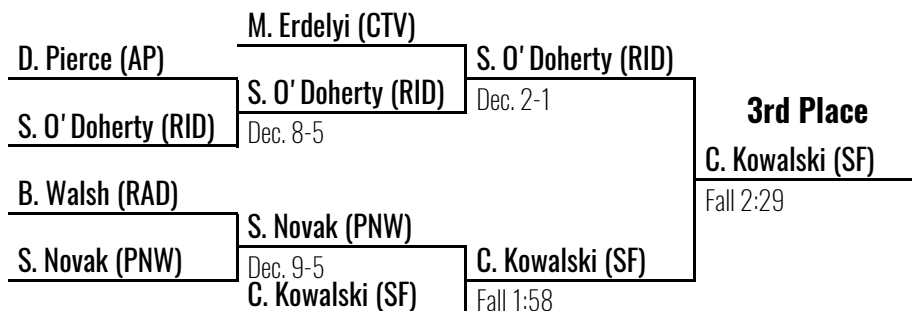 M. Erdelyi (CTV)
D. Pierce (AP)
S. O'Doherty (RID)
S. O'Doherty (RID)
Dec. 2-1
S. O'Doherty (RID)
Dec. 8-5
3rd Place
C. Kowalski (SF)
Fall 2:29
B. Walsh (RAD)
S. Novak (PNW)
S. Novak (PNW)
Dec. 9-5
C. Kowalski (SF)
C. Kowalski (SF)
Fall 1:58